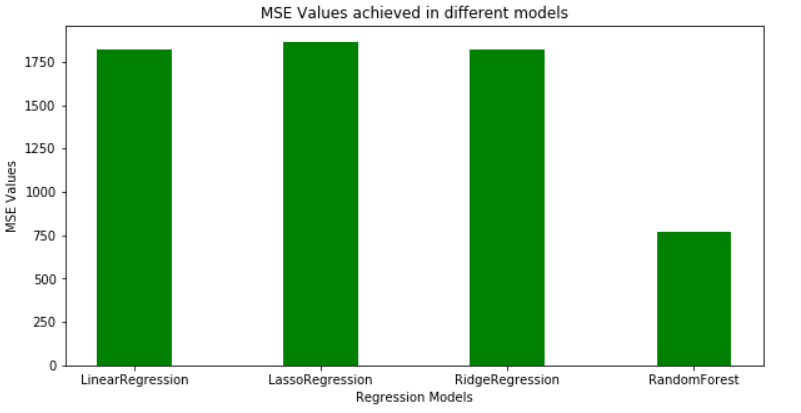 MSE Values achieved in different models
MSE Values
1750
1500
1250
1000
750
500
250
0
LinearRegression LassoRegression RidgeRegression RandomForest
Regression Models